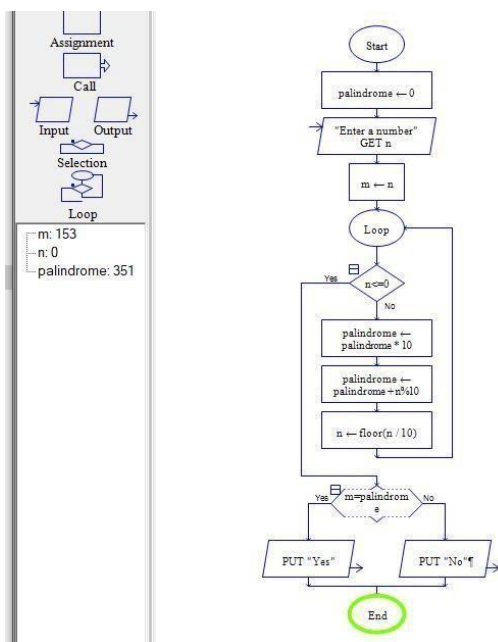 Assignment
Call
Input
Output
Selection
Loop
m: 153
n: 0
palindrome: 351
Start
palindrome ← 0
"Enter a number"
GET n
m ← n
Loop
Yes
n<=0
No
palindrome ←
palindrome * 10
palindrome ←
palindrome + n%10
n ← floor(n / 10)
Yes
m=palindrom
e
No
PUT "Yes"
PUT "No"¶
End